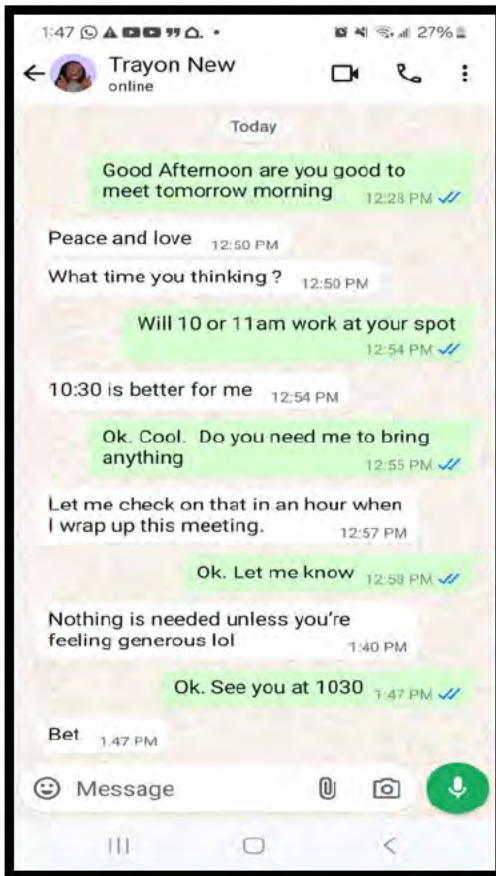 1:47 27%
Trayon New
online
Today
Good Afternoon are you good to
meet tomorrow morning 12:28 PM
Peace and love 12:50 PM
What time you thinking ? 12:50 PM
Will 10 or 11am work at your spot
12:54 PM
10:30 is better for me 12:54 PM
Ok. Cool. Do you need me to bring
anything 12:55 PM
Let me check on that in an hour when
I wrap up this meeting. 12:57 PM
Ok. Let me know 12:58 PM
Nothing is needed unless you're
feeling generous lol 1:40 PM
Ok. See you at 1030 1:47 PM
Bet 1:47 PM
Message